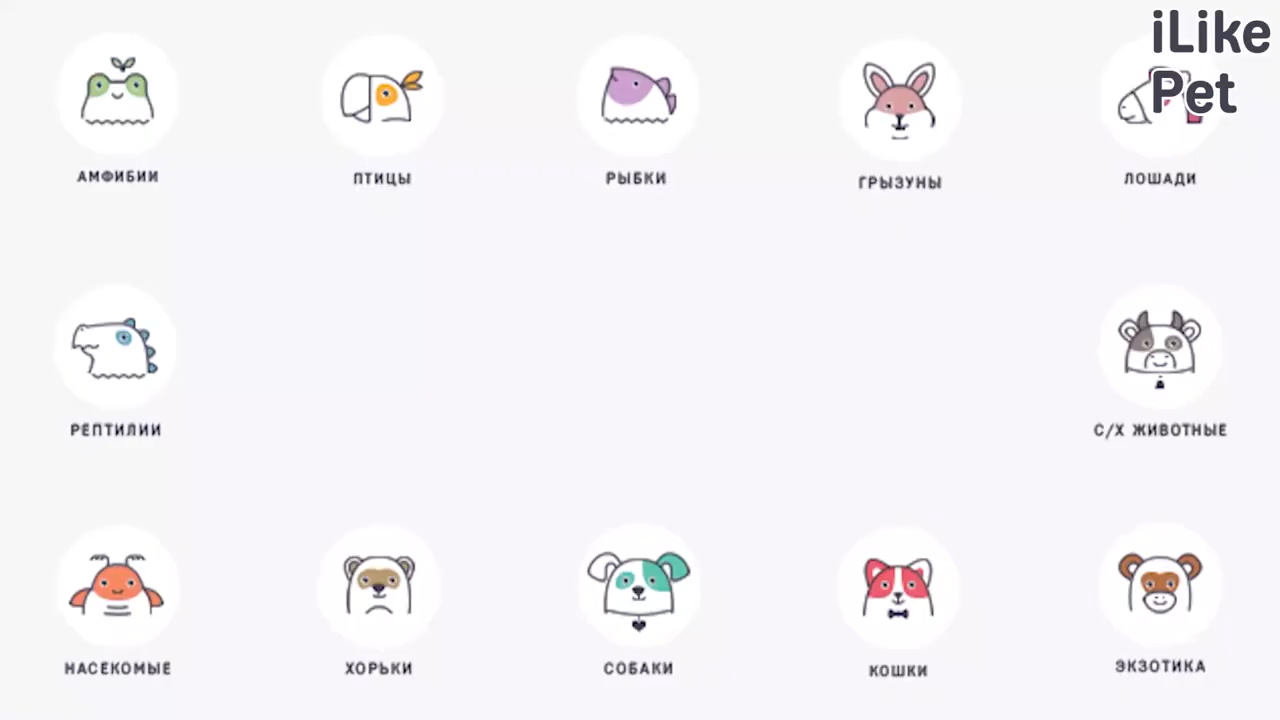 iLike
Pet
АМФИБИИ
ПТИЦЫ
РЫБКИ
ГРЫЗУНЫ
ЛОШАДИ
РЕПТИЛИИ
С/Х ЖИВОТНЫЕ
НАСЕКОМЫЕ
ХОРЬКИ
СОБАКИ
КОШКИ
ЭКЗОТИКА